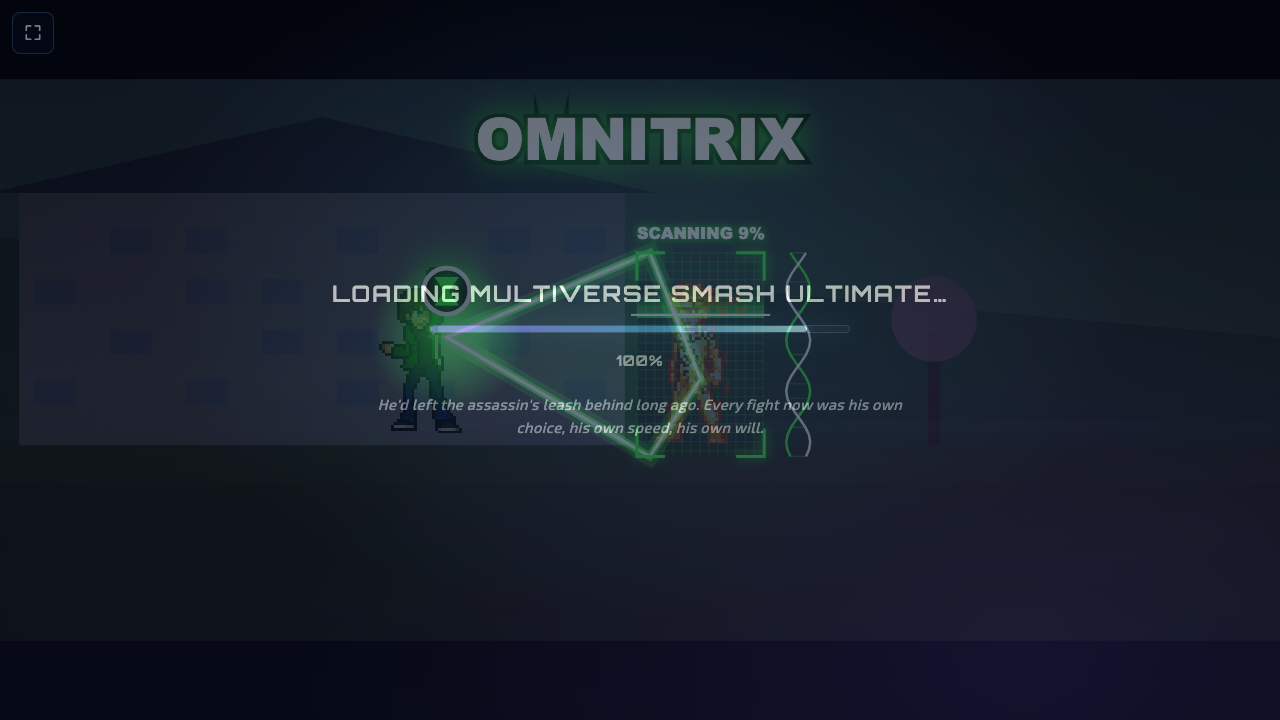 OMNITRIX
SCANNING 9%
LOADING MULTIVERSE SMASH ULTIMATE…
100%
He'd left the assassin's leash behind long ago. Every fight now was his own
choice, his own speed, his own will.